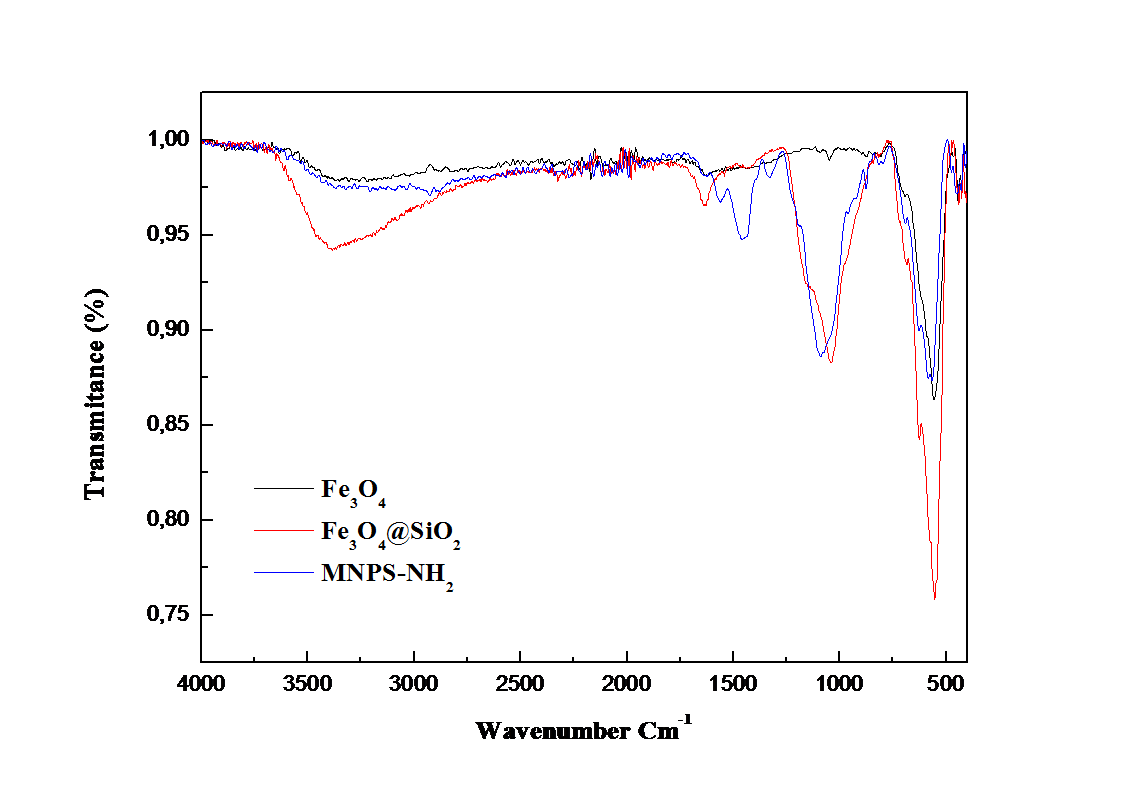 Transmitance (%)
1,00
0,95
0,90
0,85
0,80
0,75
Fe₃O₄
Fe₃O₄@SiO₂
MNPS-NH₂
4000 3500 3000 2500 2000 1500 1000 500
Wavenumber Cm⁻¹